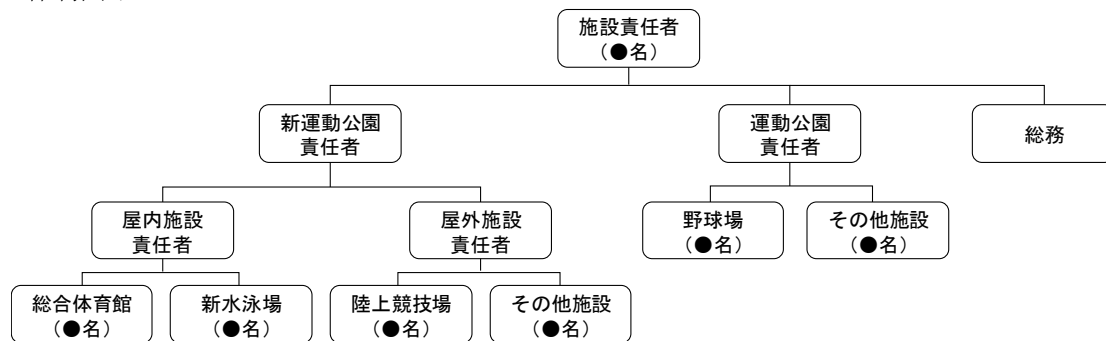 施設責任者
（●名）
新運動公園
責任者
運動公園
責任者
総務
屋内施設
責任者
屋外施設
責任者
野球場
（●名）
その他施設
（●名）
総合体育館
（●名）
新水泳場
（●名）
陸上競技場
（●名）
その他施設
（●名）